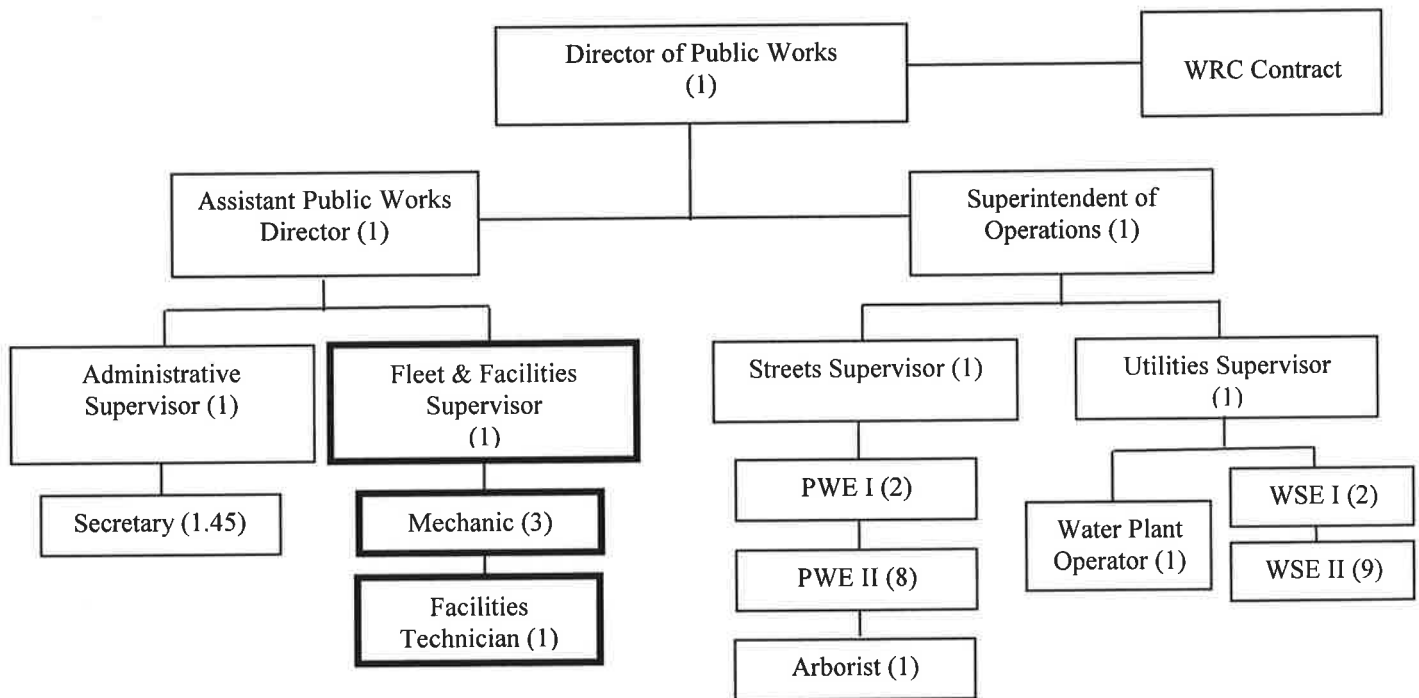 Director of Public Works
(1)
WRC Contract
Assistant Public Works
Director (1)
Superintendent of
Operations (1)
Administrative
Supervisor (1)
Fleet & Facilities
Supervisor
(1)
Streets Supervisor (1)
Utilities Supervisor
(1)
Secretary (1.45)
Mechanic (3)
PWE I (2)
Water Plant
Operator (1)
WSE I (2)
Facilities
Technician (1)
PWE II (8)
WSE II (9)
Arborist (1)